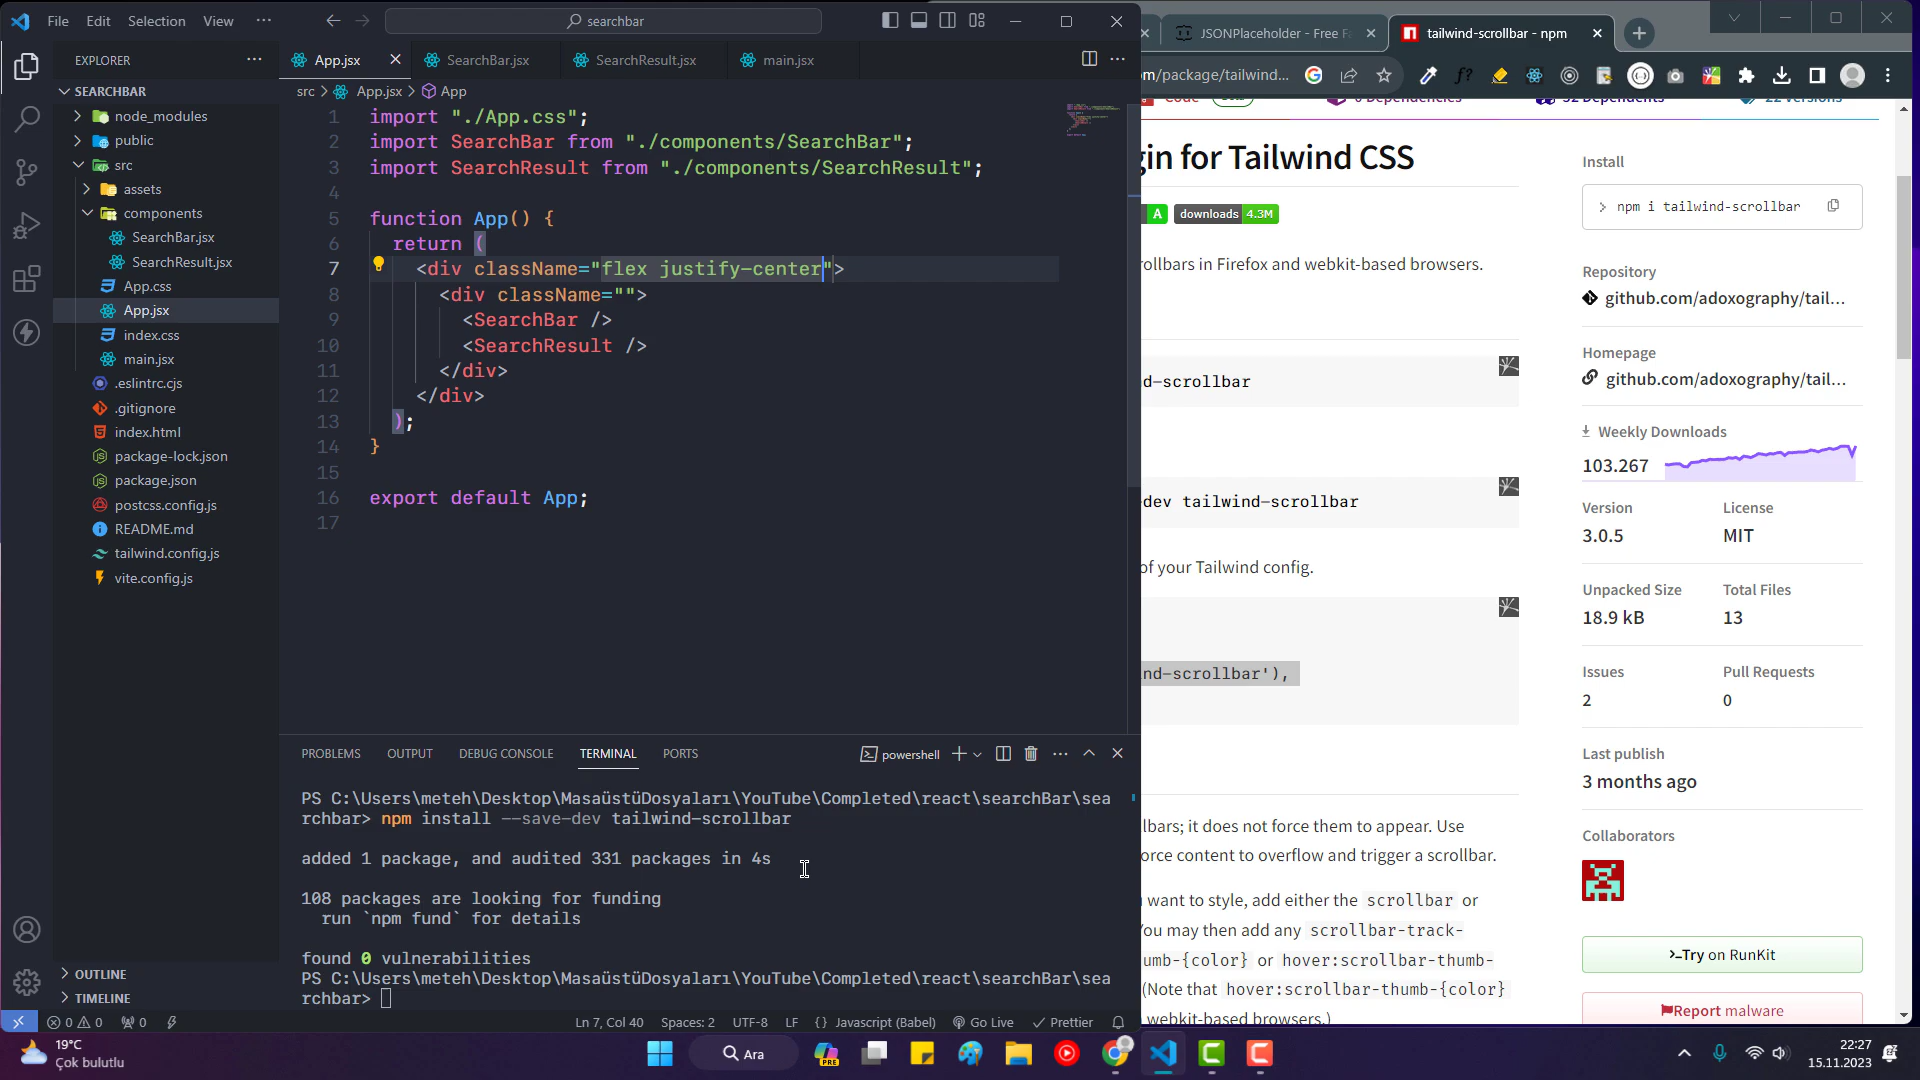 File Edit Selection View ···
searchbar
EXPLORER
SEARCHBAR
node_modules
public
src
assets
components
SearchBar.jsx
SearchResult.jsx
App.css
App.jsx
index.css
main.jsx
.eslintrc.cjs
.gitignore
index.html
package-lock.json
package.json
postcss.config.js
README.md
tailwind.config.js
vite.config.js
OUTLINE
TIMELINE
App.jsx
SearchBar.jsx
SearchResult.jsx
main.jsx
src > App.jsx > App
1 import "./App.css";
2 import SearchBar from "./components/SearchBar";
3 import SearchResult from "./components/SearchResult";
4
5 function App() {
6 return (
7 <div className="flex justify-center">
8 <div className="">
9 <SearchBar />
10 <SearchResult />
11 </div>
12 </div>
13 );
14 }
15
16 export default App;
17
PROBLEMS OUTPUT DEBUG CONSOLE TERMINAL PORTS
powershell
PS C:\Users\meteh\Desktop\MasaüstüDosyaları\YouTube\Completed\react\searchBar\sea
rchbar> npm install --save-dev tailwind-scrollbar
added 1 package, and audited 331 packages in 4s
108 packages are looking for funding
run `npm fund` for details
found 0 vulnerabilities
PS C:\Users\meteh\Desktop\MasaüstüDosyaları\YouTube\Completed\react\searchBar\sea
rchbar>
0 0 0
Ln 7, Col 40 Spaces: 2 UTF-8 LF {} Javascript (Babel) Go Live Prettier
JSONPlaceholder - Free F
tailwind-scrollbar - npm
om/package/tailwind...
gin for Tailwind CSS
A downloads 4.3M
rollbars in Firefox and webkit-based browsers.
nd-scrollbar
dev tailwind-scrollbar
of your Tailwind config.
nd-scrollbar'),
lbars; it does not force them to appear. Use
orce content to overflow and trigger a scrollbar.
u want to style, add either the scrollbar or
You may then add any scrollbar-track-
umb-{color} or hover:scrollbar-thumb-
(Note that hover:scrollbar-thumb-{color}
webkit-based browsers.)
Install
> npm i tailwind-scrollbar
Repository
github.com/adoxography/tail...
Homepage
github.com/adoxography/tail...
Weekly Downloads
103.267
Version License
3.0.5 MIT
Unpacked Size Total Files
18.9 kB 13
Issues Pull Requests
2 0
Last publish
3 months ago
Collaborators
>_Try on RunKit
Report malware
19°C
Çok bulutlu
Ara
PRE
22:27
15.11.2023